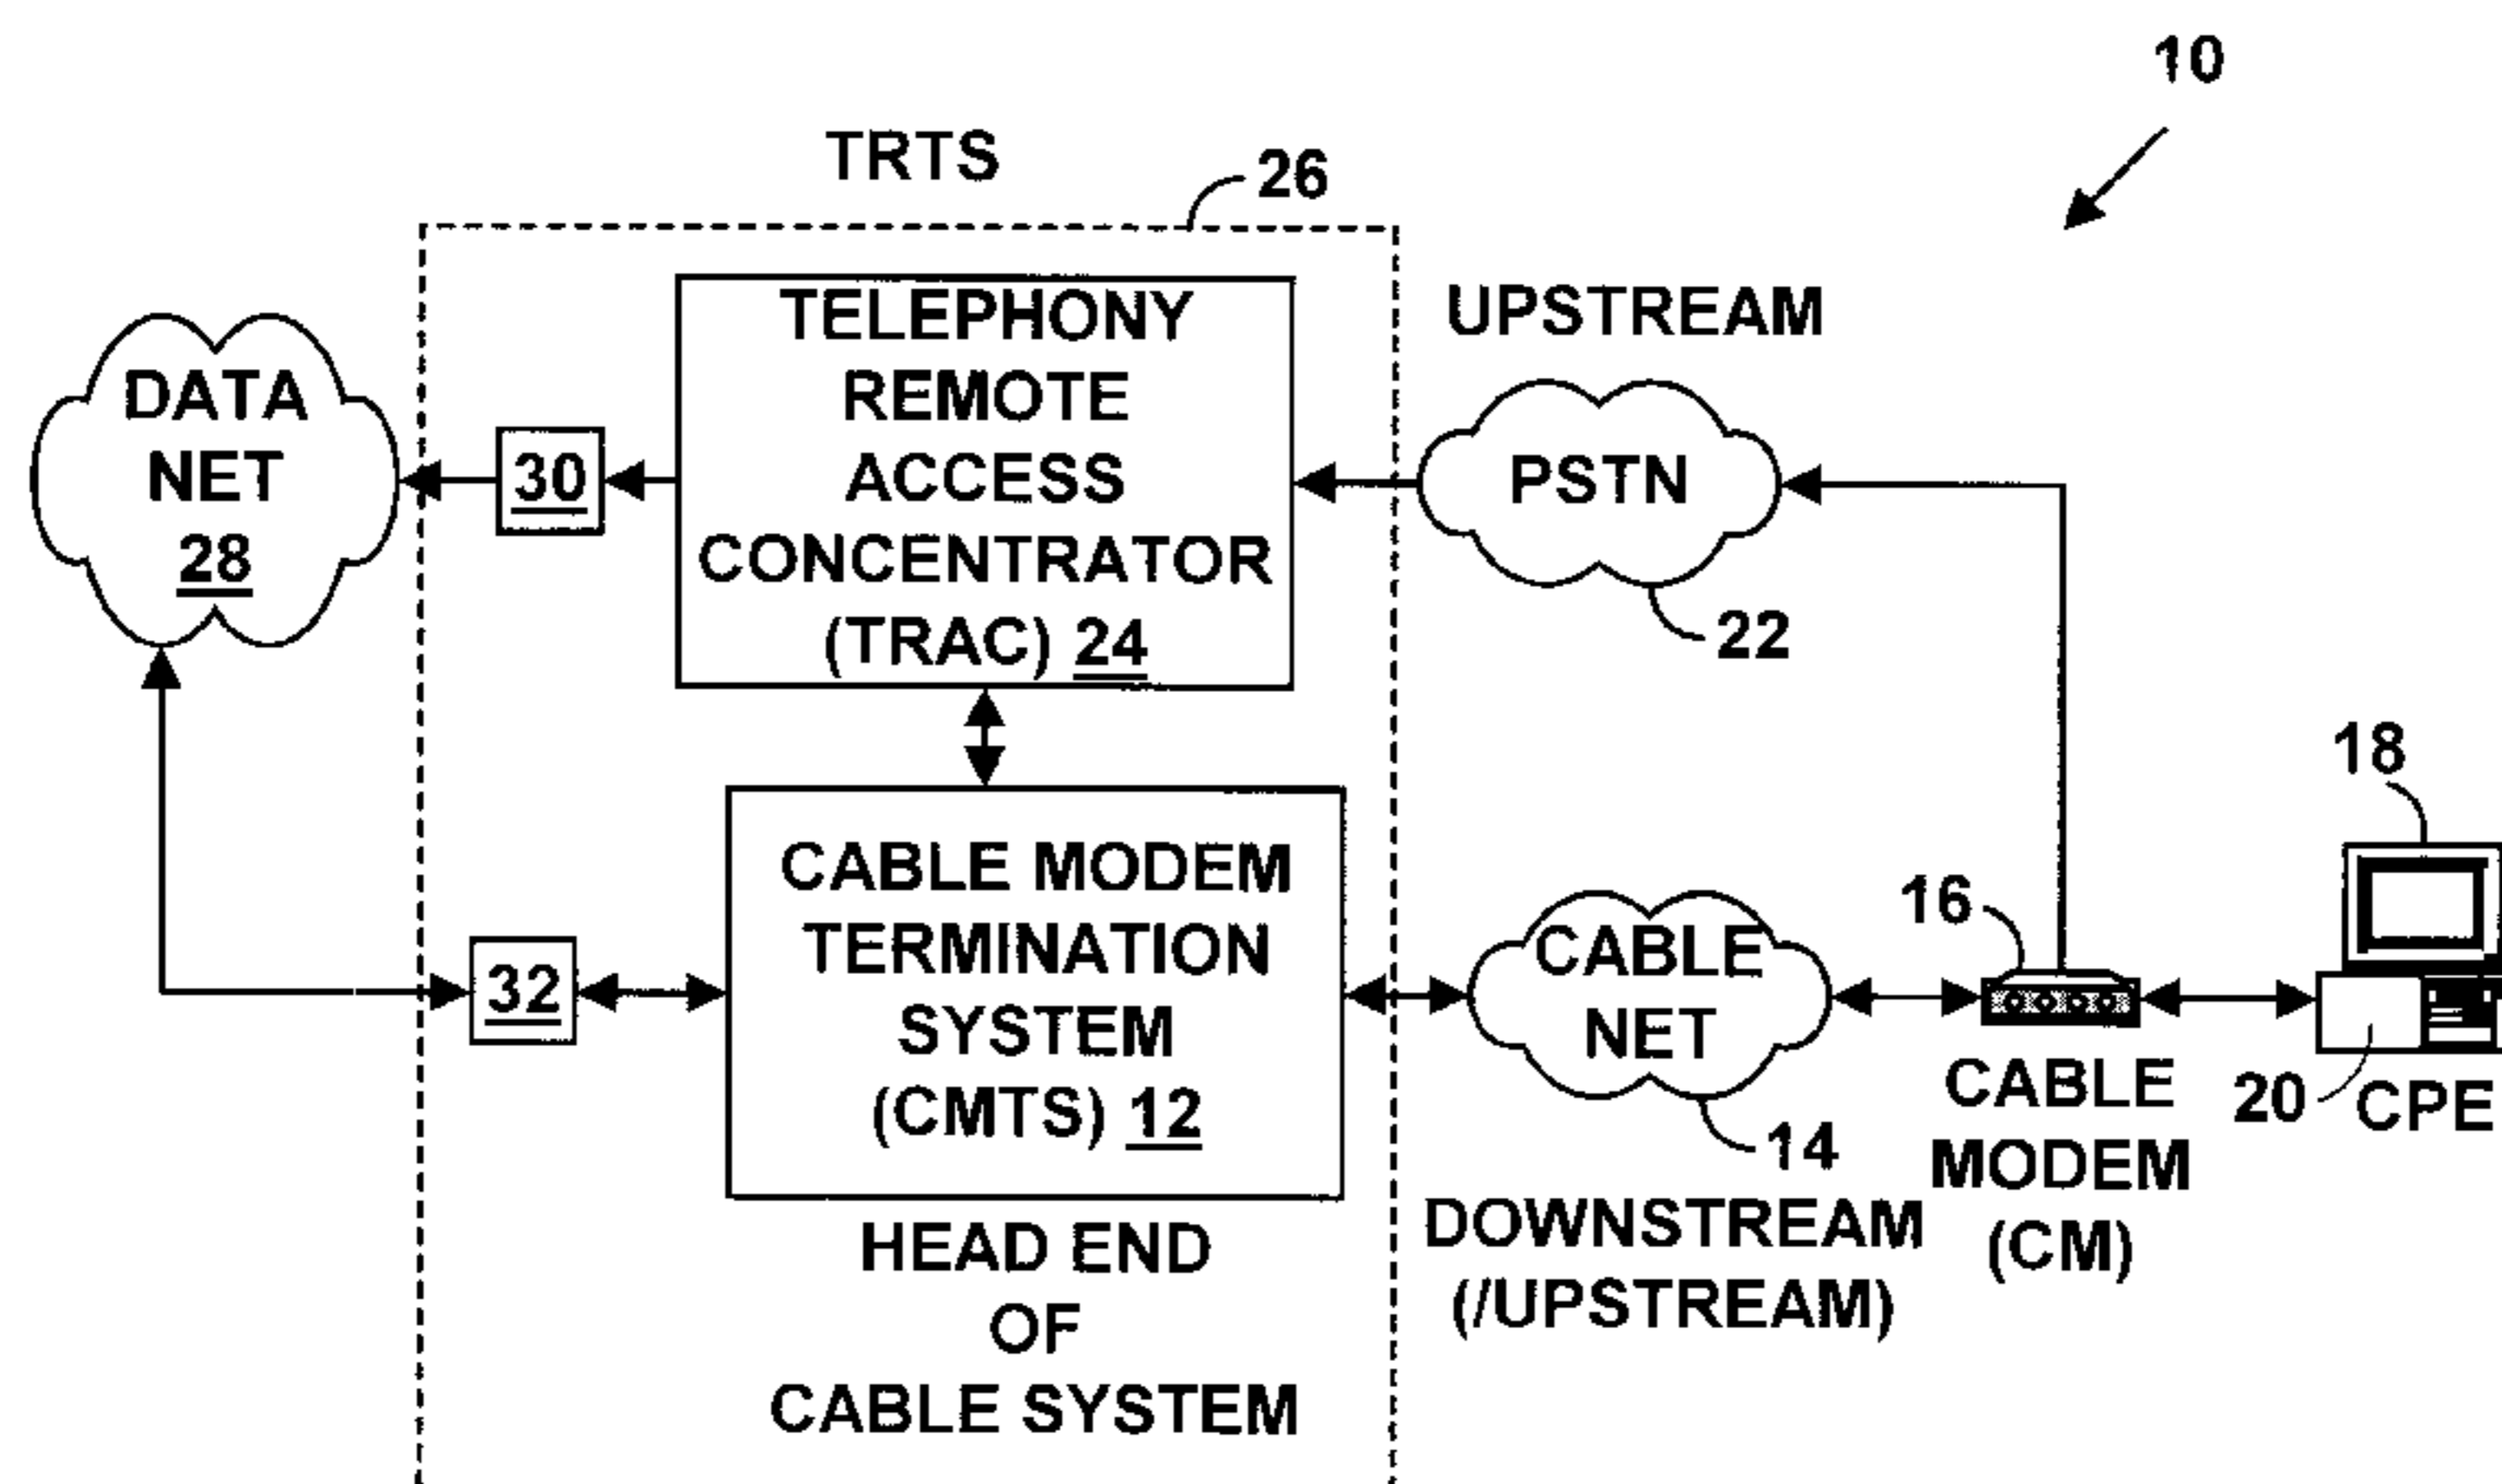 10
TRTS
26
TELEPHONY
REMOTE
ACCESS
CONCENTRATOR
(TRAC) 24
UPSTREAM
DATA
NET
28
30
PSTN
22
18
CABLE MODEM
TERMINATION
SYSTEM
(CMTS) 12
32
CABLE
NET
14
16
20
CPE
CABLE
MODEM
(CM)
DOWNSTREAM
(/UPSTREAM)
HEAD END
OF
CABLE SYSTEM